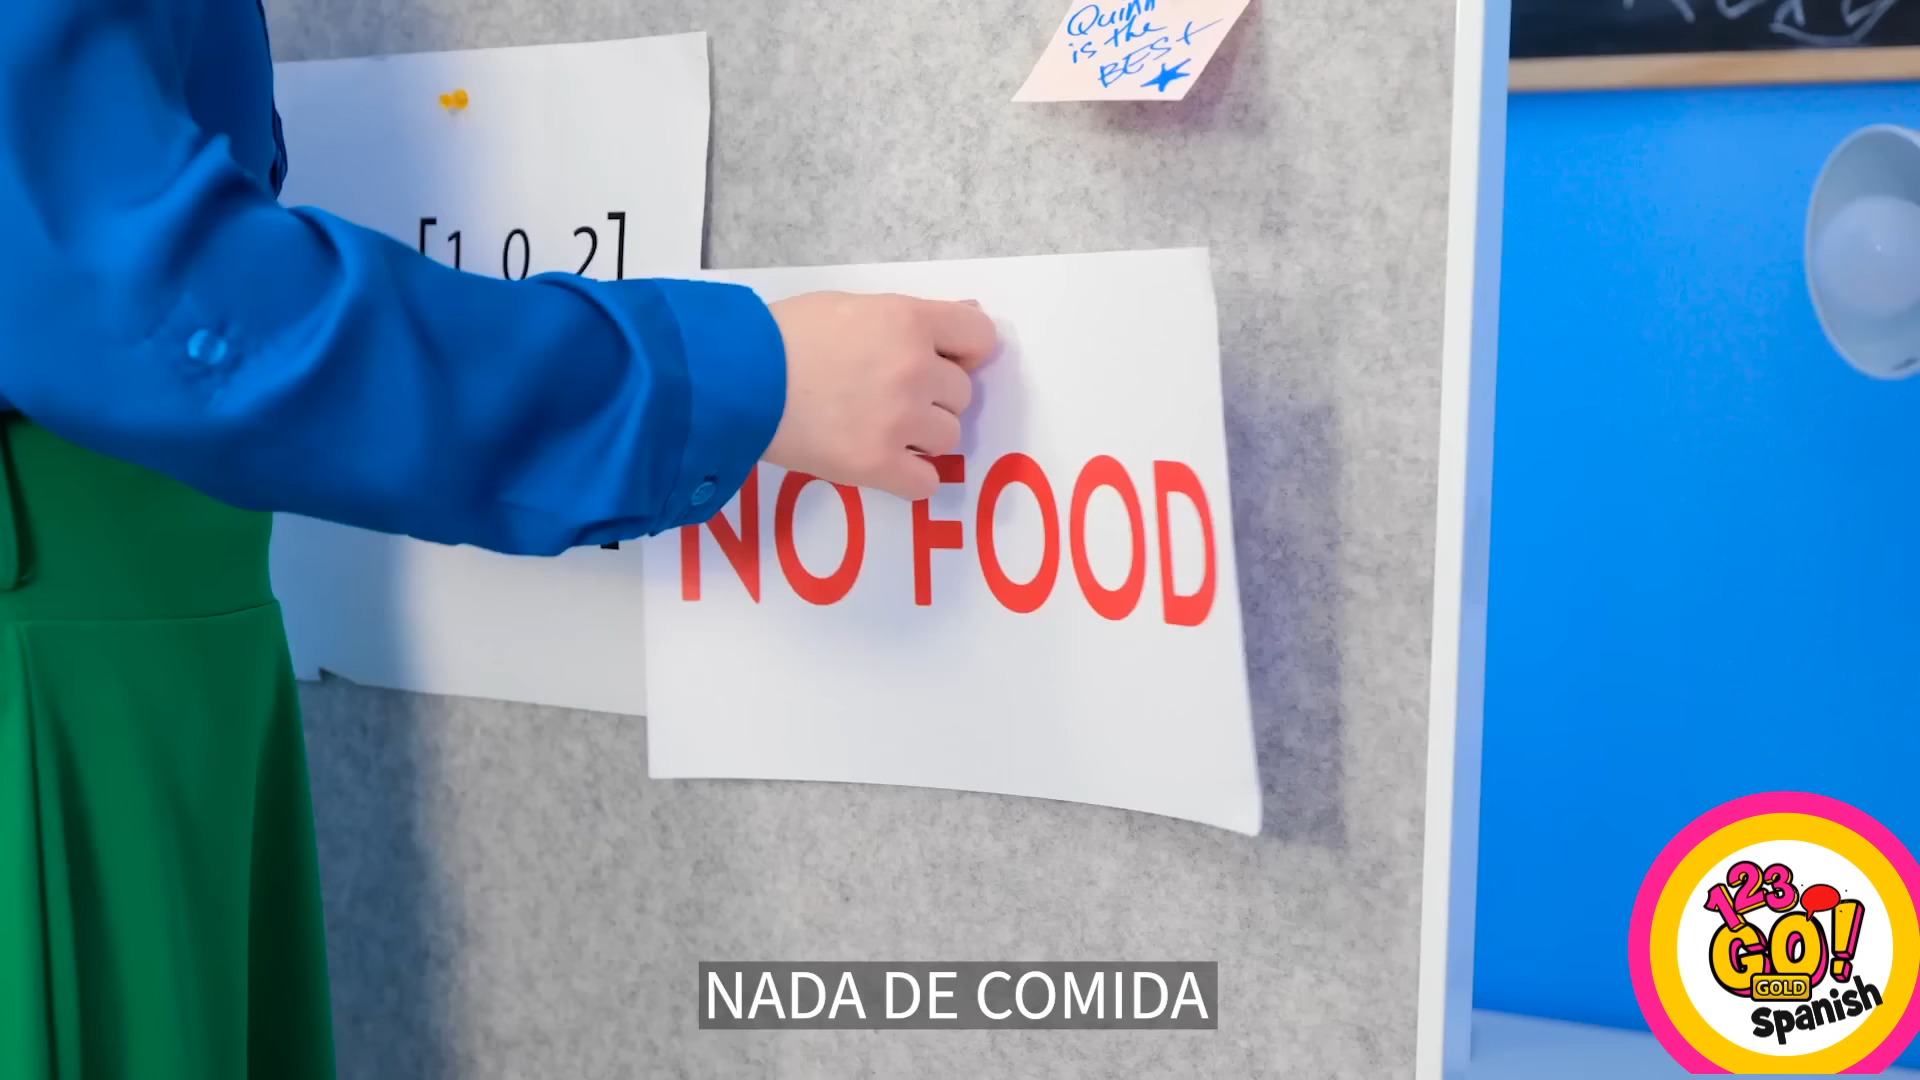 Quinn
is the
BEST
[1 0 2]
NO FOOD
NADA DE COMIDA
123
GO!
GOLD
Spanish